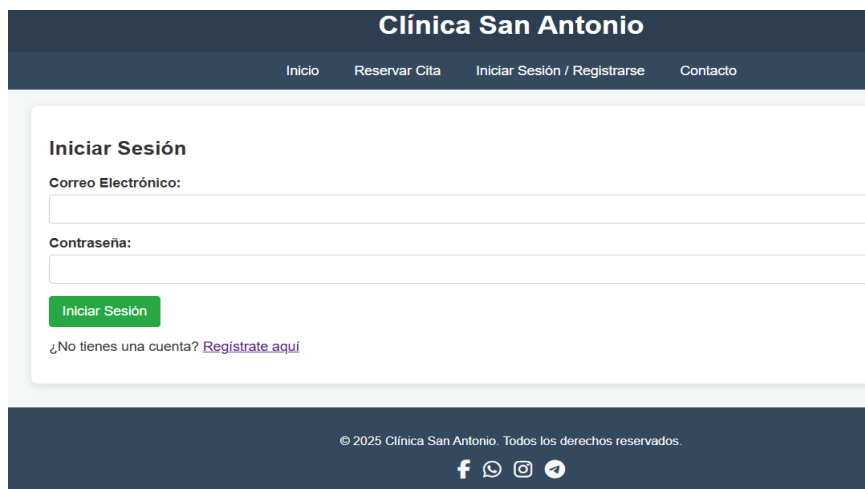 Clínica San Antonio
Inicio Reservar Cita Iniciar Sesión / Registrarse Contacto
Iniciar Sesión
Correo Electrónico:
Contraseña:
Iniciar Sesión
¿No tienes una cuenta? Regístrate aquí
© 2025 Clínica San Antonio. Todos los derechos reservados.